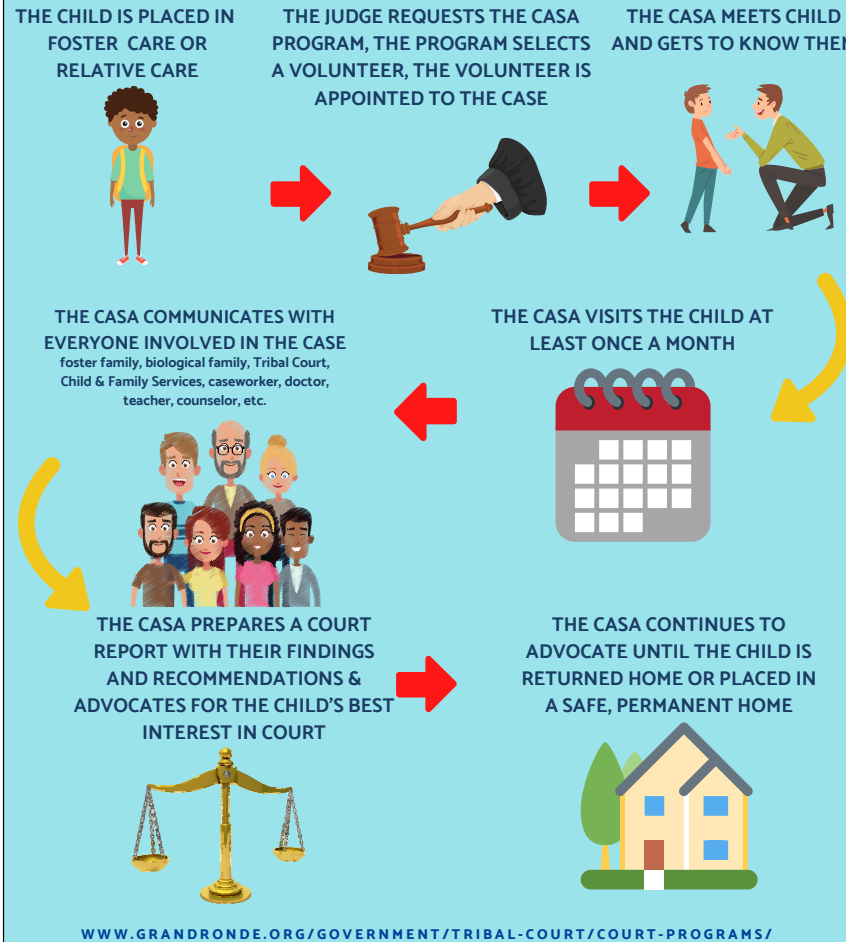 THE CHILD IS PLACED IN
FOSTER CARE OR
RELATIVE CARE
THE JUDGE REQUESTS THE CASA
PROGRAM, THE PROGRAM SELECTS
A VOLUNTEER, THE VOLUNTEER IS
APPOINTED TO THE CASE
THE CASA MEETS CHILD
AND GETS TO KNOW THEM
THE CASA VISITS THE CHILD AT
LEAST ONCE A MONTH
THE CASA COMMUNICATES WITH
EVERYONE INVOLVED IN THE CASE
foster family, biological family, Tribal Court,
Child & Family Services, caseworker, doctor,
teacher, counselor, etc.
THE CASA PREPARES A COURT
REPORT WITH THEIR FINDINGS
AND RECOMMENDATIONS &
ADVOCATES FOR THE CHILD'S BEST
INTEREST IN COURT
THE CASA CONTINUES TO
ADVOCATE UNTIL THE CHILD IS
RETURNED HOME OR PLACED IN
A SAFE, PERMANENT HOME
WWW.GRANDRONDE.ORG/GOVERNMENT/TRIBAL-COURT/COURT-PROGRAMS/